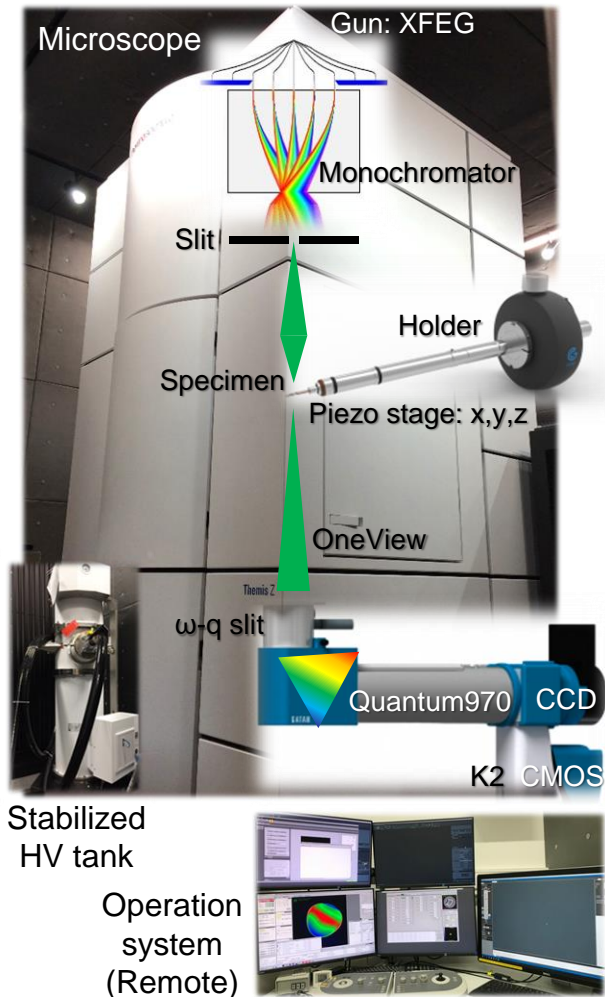 Gun: XFEG
Microscope
Monochromator
Slit
Holder
Specimen
Piezo stage: x,y,z
OneView
Themis Z
ω-q slit
Quantum970
CCD
GATAN
K2
CMOS
Stabilized
HV tank
Operation
system
(Remote)